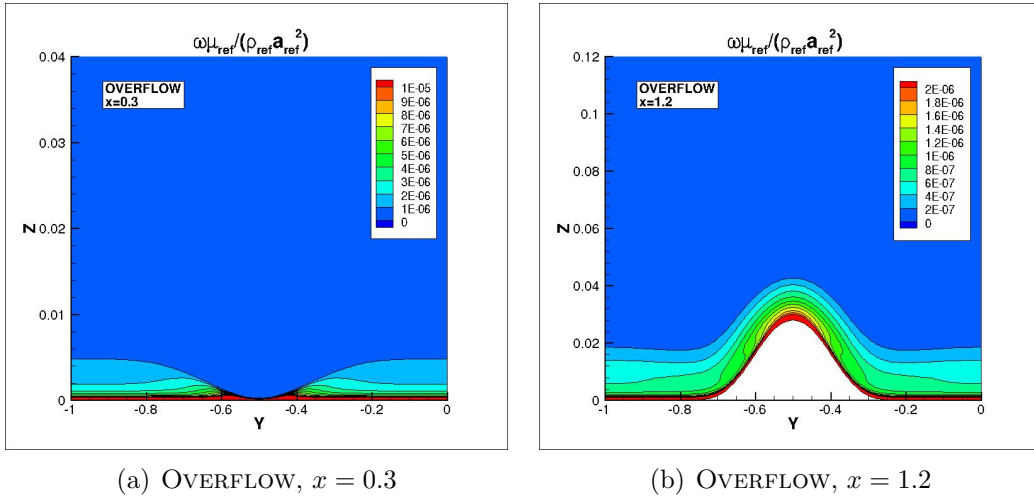 ωμref/(ρref aref²)
0.04
OVERFLOW
x=0.3
1E-05
9E-06
8E-06
7E-06
6E-06
5E-06
4E-06
3E-06
2E-06
1E-06
0
0.03
Z
0.02
0.01
0
-1
-0.8
-0.6
-0.4
-0.2
0
Y
(a) OVERFLOW, x = 0.3
ωμref/(ρref aref²)
0.12
OVERFLOW
x=1.2
2E-06
1.8E-06
1.6E-06
1.4E-06
1.2E-06
1E-06
8E-07
6E-07
4E-07
2E-07
0
0.1
0.08
Z
0.06
0.04
0.02
0
-1
-0.8
-0.6
-0.4
-0.2
0
Y
(b) OVERFLOW, x = 1.2